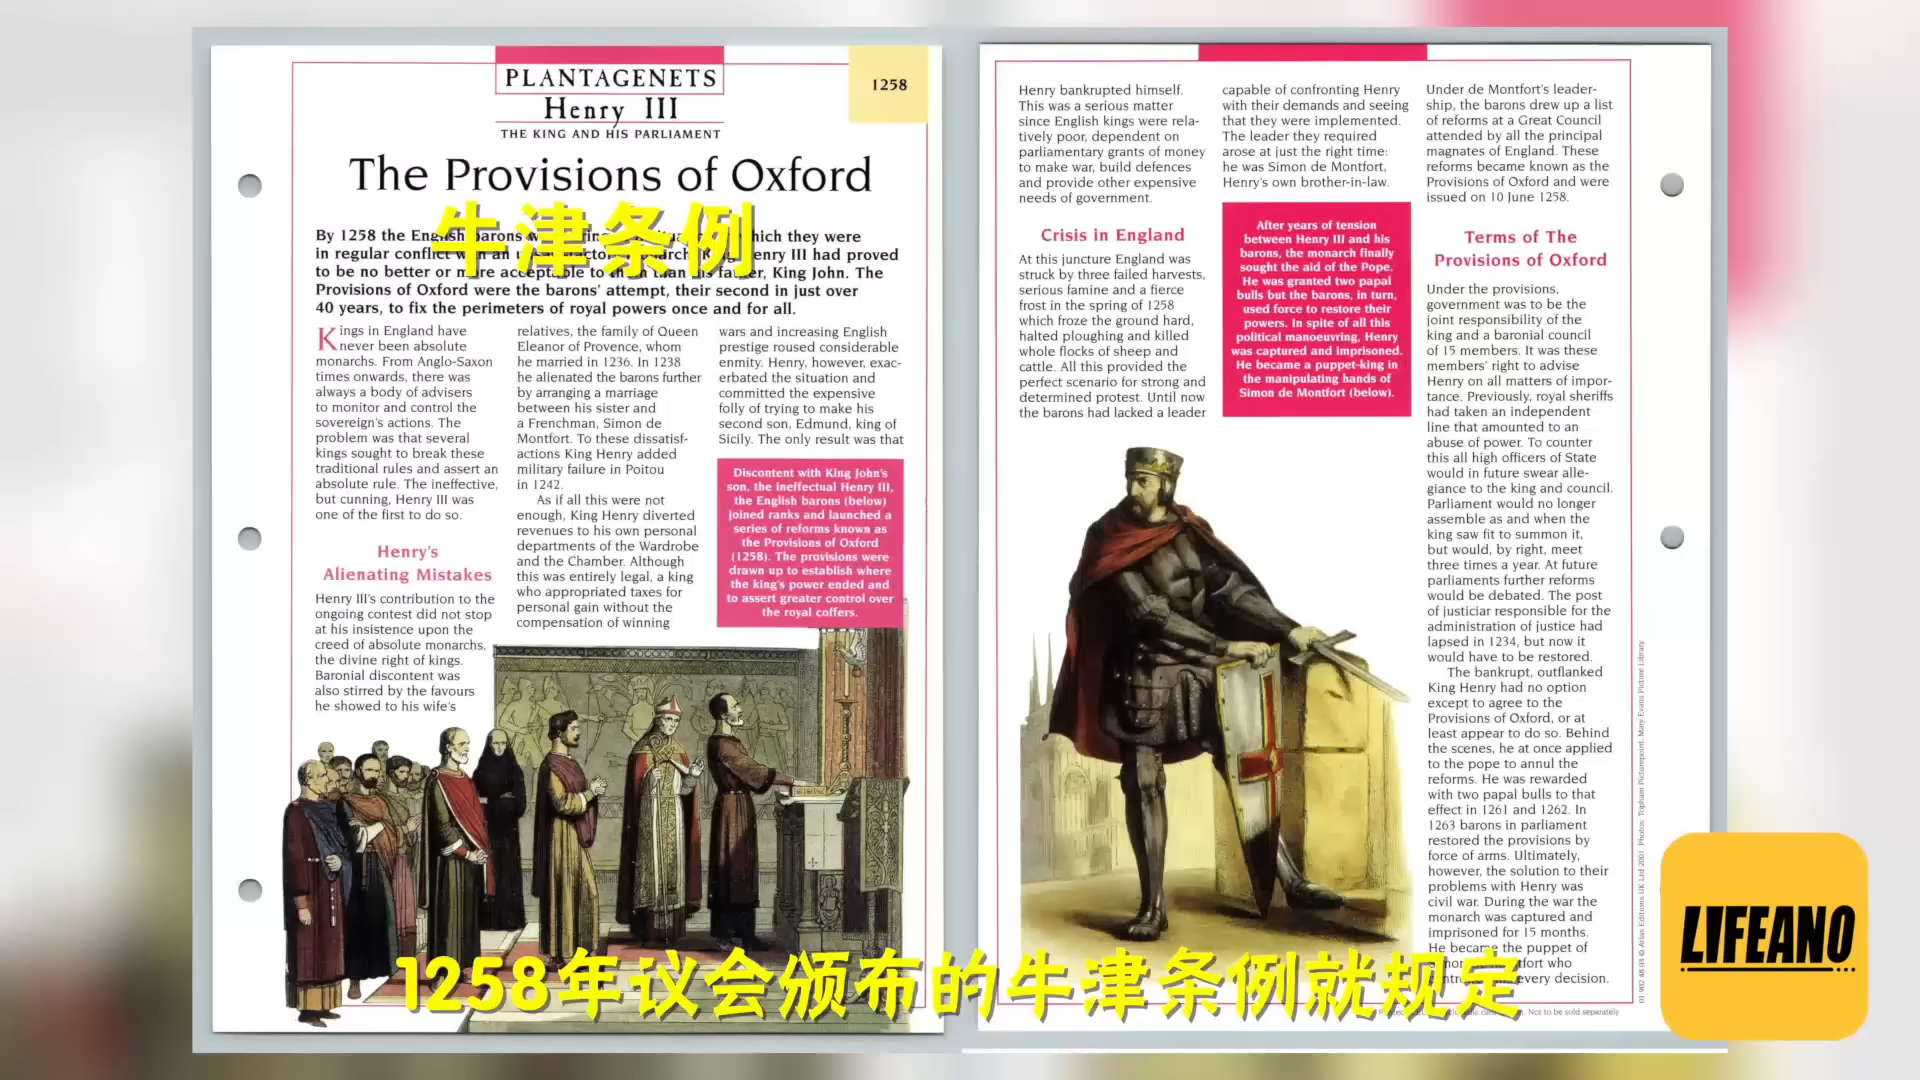 PLANTAGENETS
Henry III
THE KING AND HIS PARLIAMENT
1258
The Provisions of Oxford
牛津条例
By 1258 the English barons which they were
in regular conflict Henry III had proved
to be no better or more acceptable to than his father, King John. The
Provisions of Oxford were the barons' attempt, their second in just over
40 years, to fix the perimeters of royal powers once and for all.
Kings in England have
never been absolute
monarchs. From Anglo-Saxon
times onwards, there was
always a body of advisers
to monitor and control the
sovereign's actions. The
problem was that several
kings sought to break these
traditional rules and assert an
absolute rule. The ineffective,
but cunning, Henry III was
one of the first to do so.
Henry's
Alienating Mistakes
Henry III's contribution to the
ongoing contest did not stop
at his insistence upon the
creed of absolute monarchs,
the divine right of kings.
Baronial discontent was
also stirred by the favours
he showed to his wife's
relatives, the family of Queen
Eleanor of Provence, whom
he married in 1236. In 1238
he alienated the barons further
by arranging a marriage
between his sister and
a Frenchman, Simon de
Montfort. To these dissatisf-
actions King Henry added
military failure in Poitou
in 1242.
As if all this were not
enough, King Henry diverted
revenues to his own personal
departments of the Wardrobe
and the Chamber. Although
this was entirely legal, a king
who appropriated taxes for
personal gain without the
compensation of winning
wars and increasing English
prestige roused considerable
enmity. Henry, however, exac-
erbated the situation and
committed the expensive
folly of trying to make his
second son, Edmund, king of
Sicily. The only result was that
Discontent with King John's
son, the ineffectual Henry III,
the English barons (below)
joined ranks and launched a
series of reforms known as
the Provisions of Oxford
(1258). The provisions were
drawn up to establish where
the king's power ended and
to assert greater control over
the royal coffers.
Henry bankrupted himself.
This was a serious matter
since English kings were rela-
tively poor, dependent on
parliamentary grants of money
to make war, build defences
and provide other expensive
needs of government.
Crisis in England
At this juncture England was
struck by three failed harvests,
serious famine and a fierce
frost in the spring of 1258
which froze the ground hard,
halted ploughing and killed
whole flocks of sheep and
cattle. All this provided the
perfect scenario for strong and
determined protest. Until now
the barons had lacked a leader
capable of confronting Henry
with their demands and seeing
that they were implemented.
The leader they required
arose at just the right time:
he was Simon de Montfort,
Henry's own brother-in-law.
After years of tension
between Henry III and his
barons, the monarch finally
sought the aid of the Pope.
He was granted two papal
bulls but the barons, in turn,
used force to restore their
powers. In spite of all this
political manoeuvring, Henry
was captured and imprisoned.
He became a puppet-king in
the manipulating hands of
Simon de Montfort (below).
Under de Montfort's leader-
ship, the barons drew up a list
of reforms at a Great Council
attended by all the principal
magnates of England. These
reforms became known as the
Provisions of Oxford and were
issued on 10 June 1258.
Terms of The
Provisions of Oxford
Under the provisions,
government was to be the
joint responsibility of the
king and a baronial council
of 15 members. It was these
members' right to advise
Henry on all matters of impor-
tance. Previously, royal sheriffs
had taken an independent
line that amounted to an
abuse of power. To counter
this all high officers of State
would in future swear alle-
giance to the king and council.
Parliament would no longer
assemble as and when the
king saw fit to summon it,
but would, by right, meet
three times a year. At future
parliaments further reforms
would be debated. The post
of justiciar responsible for the
administration of justice had
lapsed in 1234, but now it
would have to be restored.
The bankrupt, outflanked
King Henry had no option
except to agree to the
Provisions of Oxford, or at
least appear to do so. Behind
the scenes, he at once applied
to the pope to annul the
reforms. He was rewarded
with two papal bulls to that
effect in 1261 and 1262. In
1263 barons in parliament
restored the provisions by
force of arms. Ultimately,
however, the solution to their
problems with Henry was
civil war. During the war the
monarch was captured and
imprisoned for 15 months.
He became the puppet of
who
every decision.
Not to be sold separately.
Atlas Editions UK Ltd 2001 Photos: Topham Picturepoint, Mary Evans Picture Library
1258年议会颁布的牛津条例就规定
LIFEANO